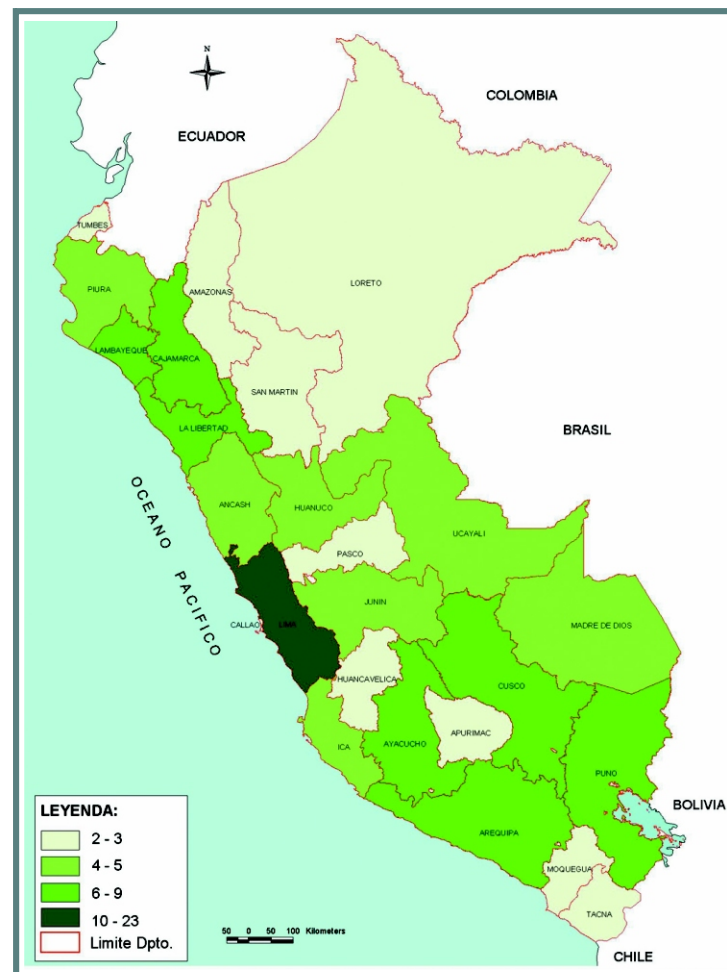 N
COLOMBIA
ECUADOR
TUMBES
PIURA
AMAZONAS
LORETO
LAMBAYEQUE
CAJAMARCA
SAN MARTIN
LA LIBERTAD
BRASIL
ANCASH
HUANUCO
UCAYALI
PASCO
OCEANO PACIFICO
JUNIN
CALLAO
LIMA
MADRE DE DIOS
HUANCAVELICA
CUSCO
APURIMAC
ICA
AYACUCHO
PUNO
BOLIVIA
AREQUIPA
MOQUEGUA
TACNA
CHILE
LEYENDA:
2 - 3
4 - 5
6 - 9
10 - 23
Limite Dpto.
50 0 50 100 Kilometers